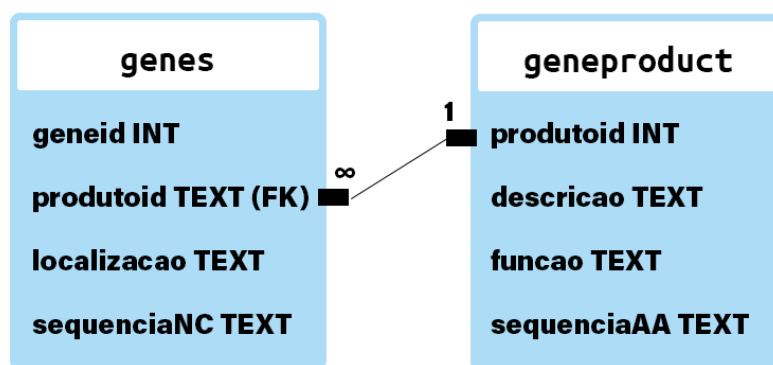 genes
geneid INT
produtoid TEXT (FK)
localizacao TEXT
sequenciaNC TEXT
∞
1
geneproduct
produtoid INT
descricao TEXT
funcao TEXT
sequenciaAA TEXT